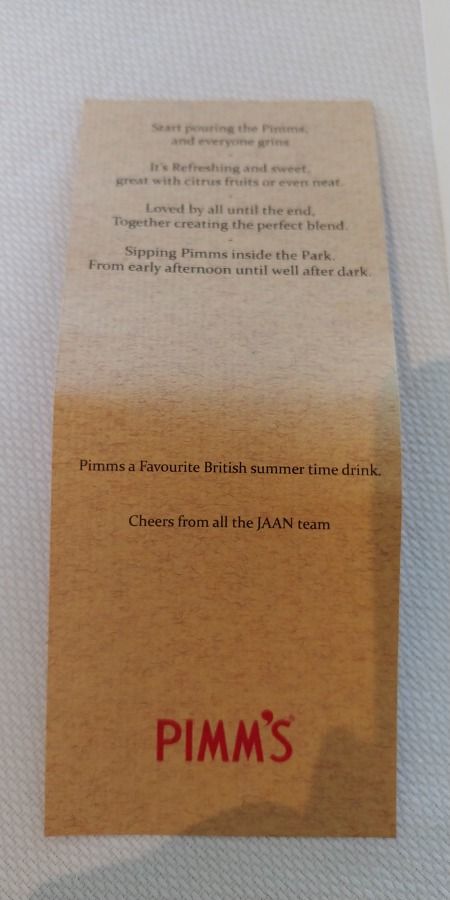 Start pouring the Pimms,
and everyone grins
-
It's Refreshing and sweet,
great with citrus fruits or even neat.
-
Loved by all until the end,
Together creating the perfect blend.
-
Sipping Pimms inside the Park.
From early afternoon until well after dark.
Pimms a Favourite British summer time drink.
Cheers from all the JAAN team
PIMM'S